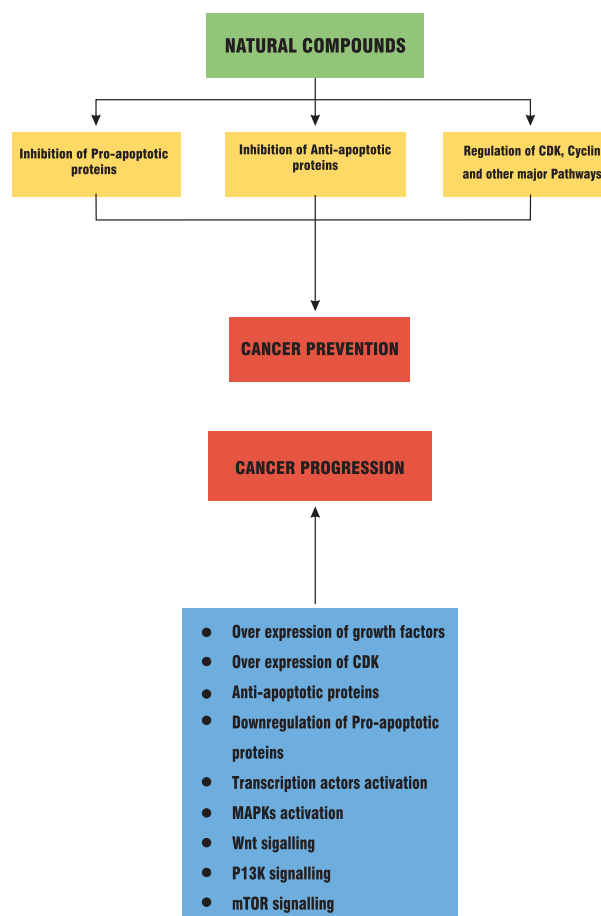 NATURAL COMPOUNDS
Inhibition of Pro-apoptotic
proteins
Inhibition of Anti-apoptotic
proteins
Regulation of CDK, Cyclin
and other major Pathways
CANCER PREVENTION
CANCER PROGRESSION
● Over expression of growth factors
● Over expression of CDK
● Anti-apoptotic proteins
● Downregulation of Pro-apoptotic
proteins
● Transcription actors activation
● MAPKs activation
● Wnt sigalling
● P13K signalling
● mTOR signalling